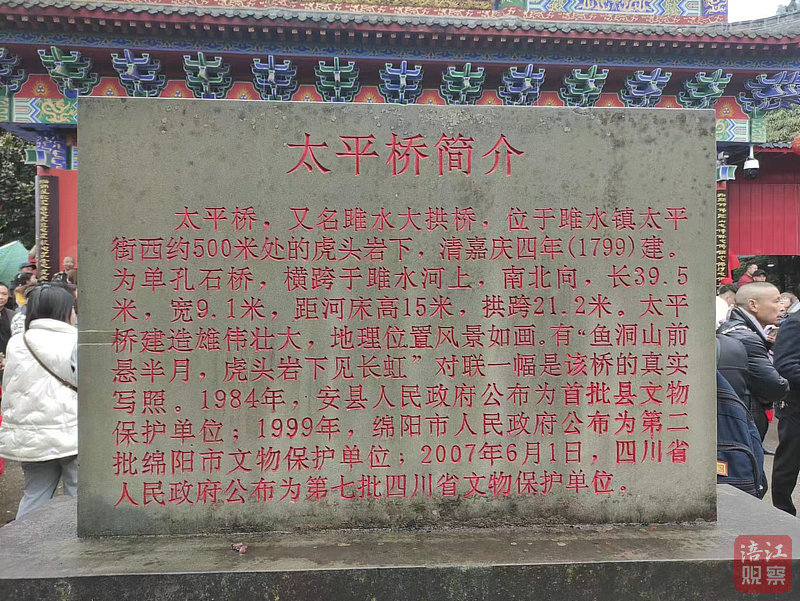 太平桥简介
太平桥，又名雎水大拱桥，位于雎水镇太平
街西约500米处的虎头岩下，清嘉庆四年(1799)建。
为单孔石桥，横跨于雎水河上，南北向，长39.5
米，宽9.1米，距河床高15米，拱跨21.2米。太平
桥建造雄伟壮大，地理位置风景如画。有“鱼洞山前
悬半月，虎头岩下见长虹”对联一幅是该桥的真实
写照。1984年，安县人民政府公布为首批县文物
保护单位；1999年，绵阳市人民政府公布为第二
批绵阳市文物保护单位；2007年6月1日，四川省
人民政府公布为第七批四川省文物保护单位。
涪江
观察